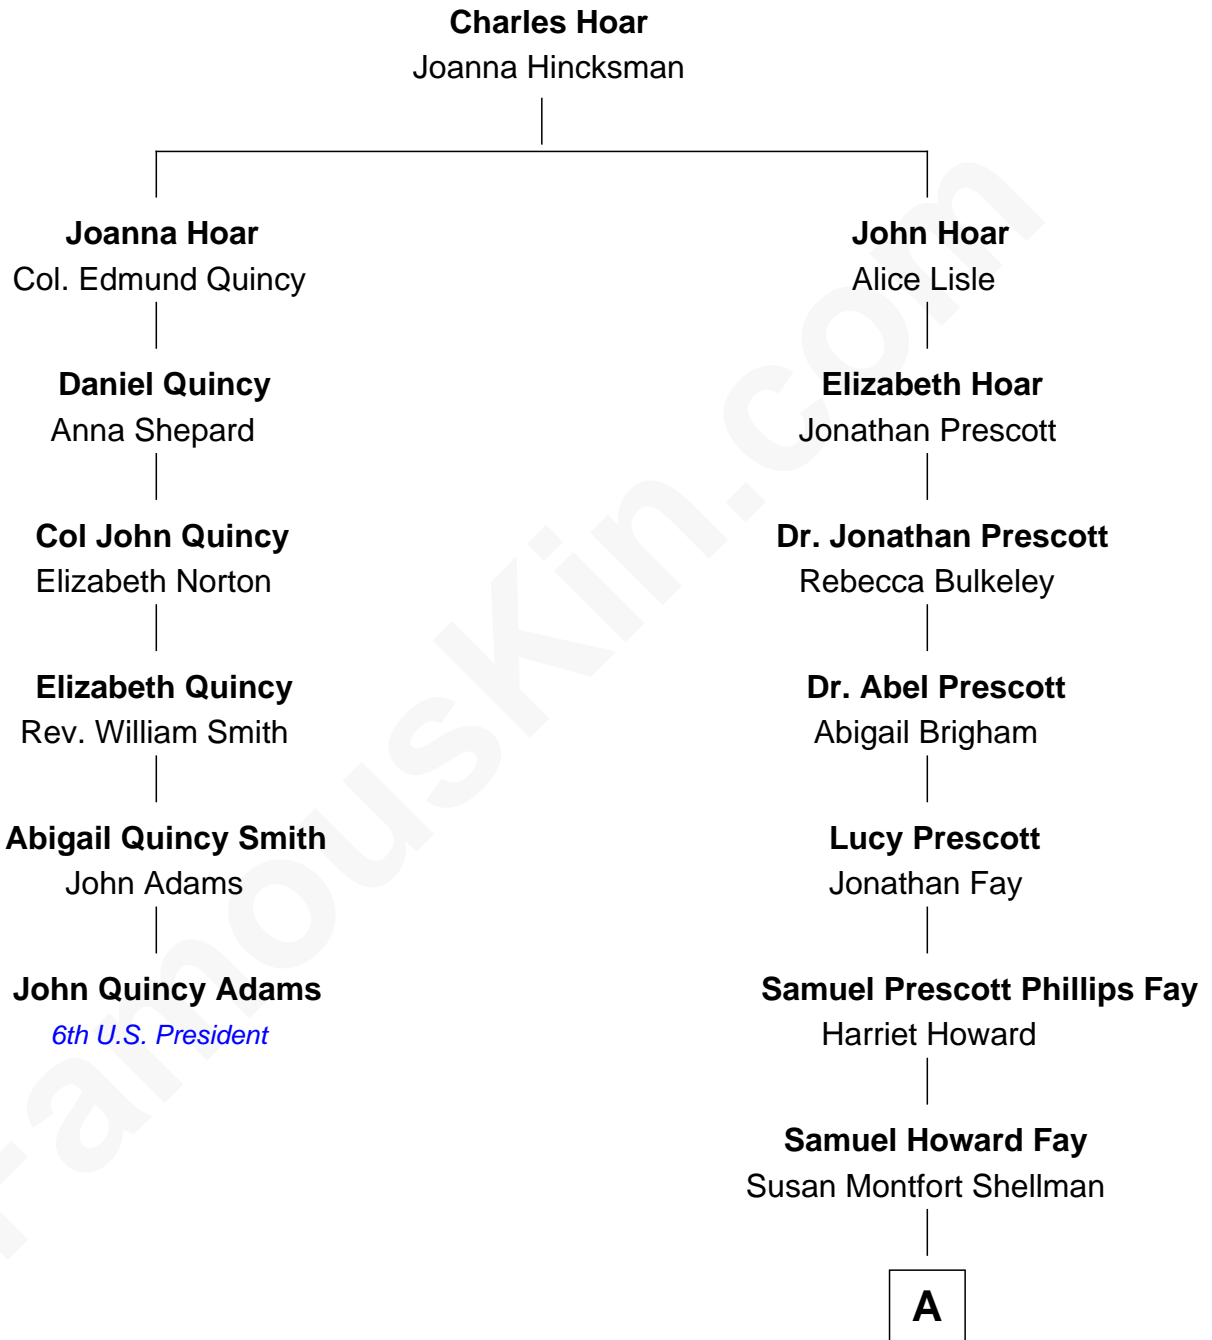 Charles Hoar
Joanna Hincksman
Joanna Hoar
Col. Edmund Quincy
John Hoar
Alice Lisle
Daniel Quincy
Anna Shepard
Elizabeth Hoar
Jonathan Prescott
Col John Quincy
Elizabeth Norton
Dr. Jonathan Prescott
Rebecca Bulkeley
Elizabeth Quincy
Rev. William Smith
Dr. Abel Prescott
Abigail Brigham
Abigail Quincy Smith
John Adams
Lucy Prescott
Jonathan Fay
John Quincy Adams
6th U.S. President
Samuel Prescott Phillips Fay
Harriet Howard
Samuel Howard Fay
Susan Montfort Shellman
A
FamousKin.com